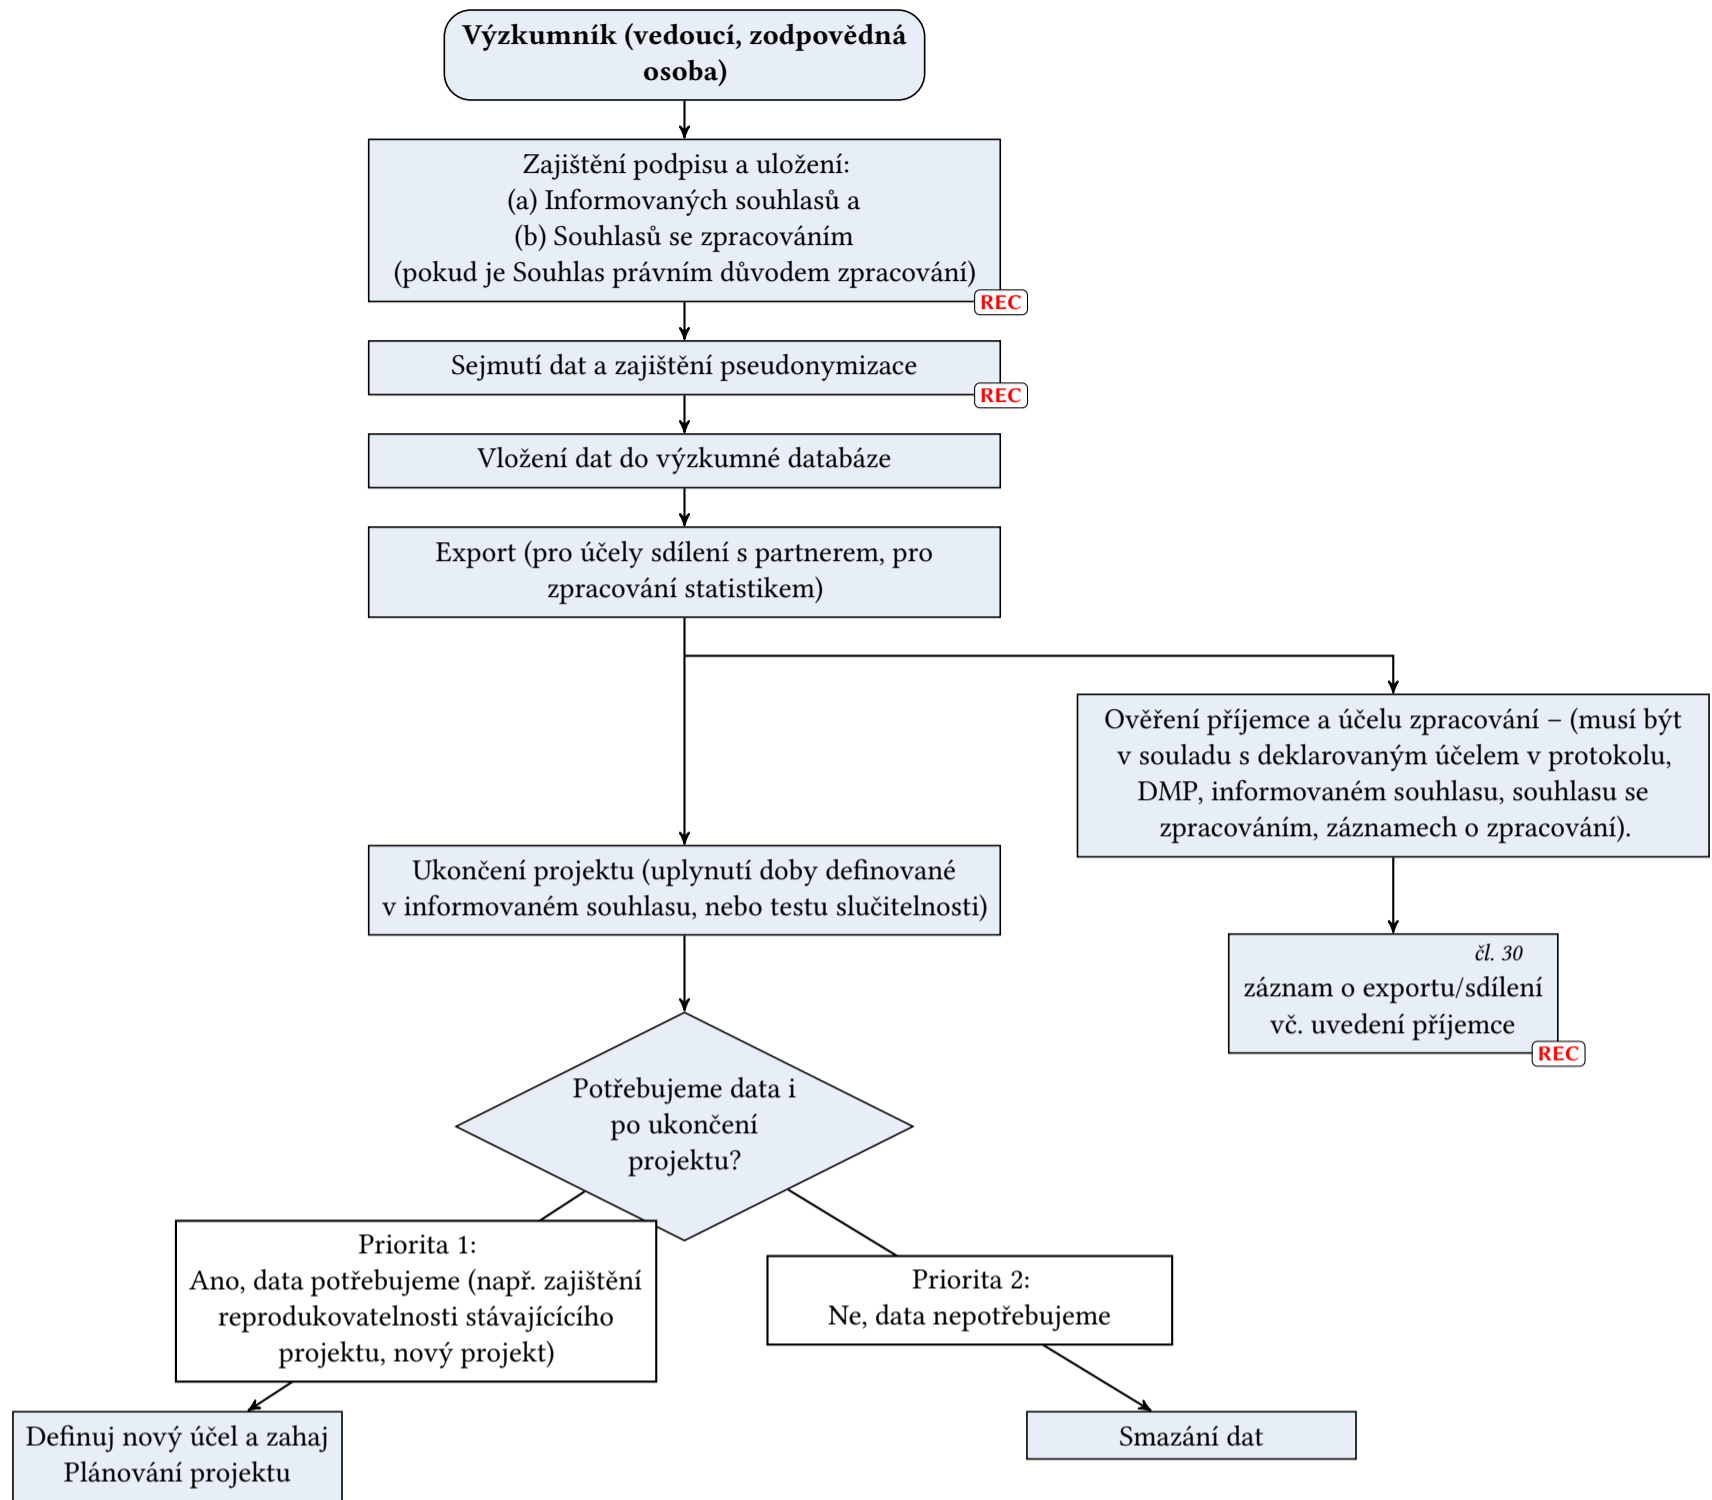 Výzkumník (vedoucí, zodpovědná
osoba)
Zajištění podpisu a uložení:
(a) Informovaných souhlasů a
(b) Souhlasů se zpracováním
(pokud je Souhlas právním důvodem zpracování)
REC
Sejmutí dat a zajištění pseudonymizace
REC
Vložení dat do výzkumné databáze
Export (pro účely sdílení s partnerem, pro
zpracování statistikem)
Ověření příjemce a účelu zpracování – (musí být
v souladu s deklarovaným účelem v protokolu,
DMP, informovaném souhlasu, souhlasu se
zpracováním, záznamech o zpracování).
Ukončení projektu (uplynutí doby definované
v informovaném souhlasu, nebo testu slučitelnosti)
čl. 30
záznam o exportu/sdílení
vč. uvedení příjemce
REC
Potřebujeme data i
po ukončení
projektu?
Priorita 1:
Ano, data potřebujeme (např. zajištění
reprodukovatelnosti stávajícícího
projektu, nový projekt)
Priorita 2:
Ne, data nepotřebujeme
Definuj nový účel a zahaj
Plánování projektu
Smazání dat